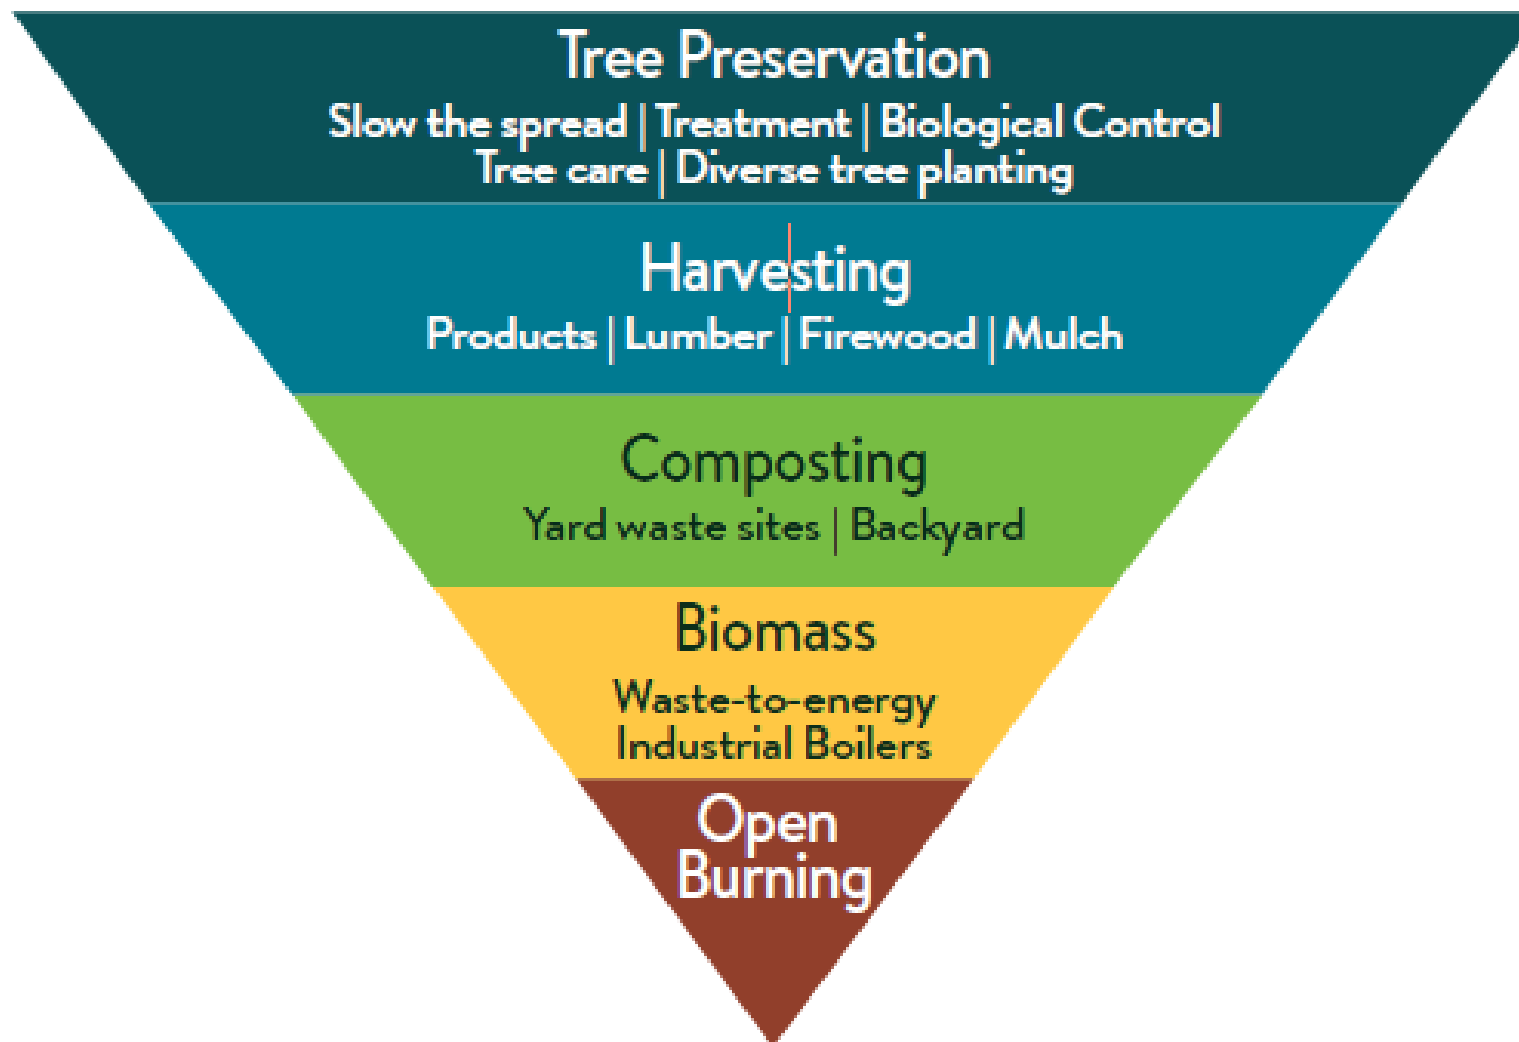 Tree Preservation
Slow the spread | Treatment | Biological Control
Tree care | Diverse tree planting
Harvesting
Products | Lumber | Firewood | Mulch
Composting
Yard waste sites | Backyard
Biomass
Waste-to-energy
Industrial Boilers
Open
Burning